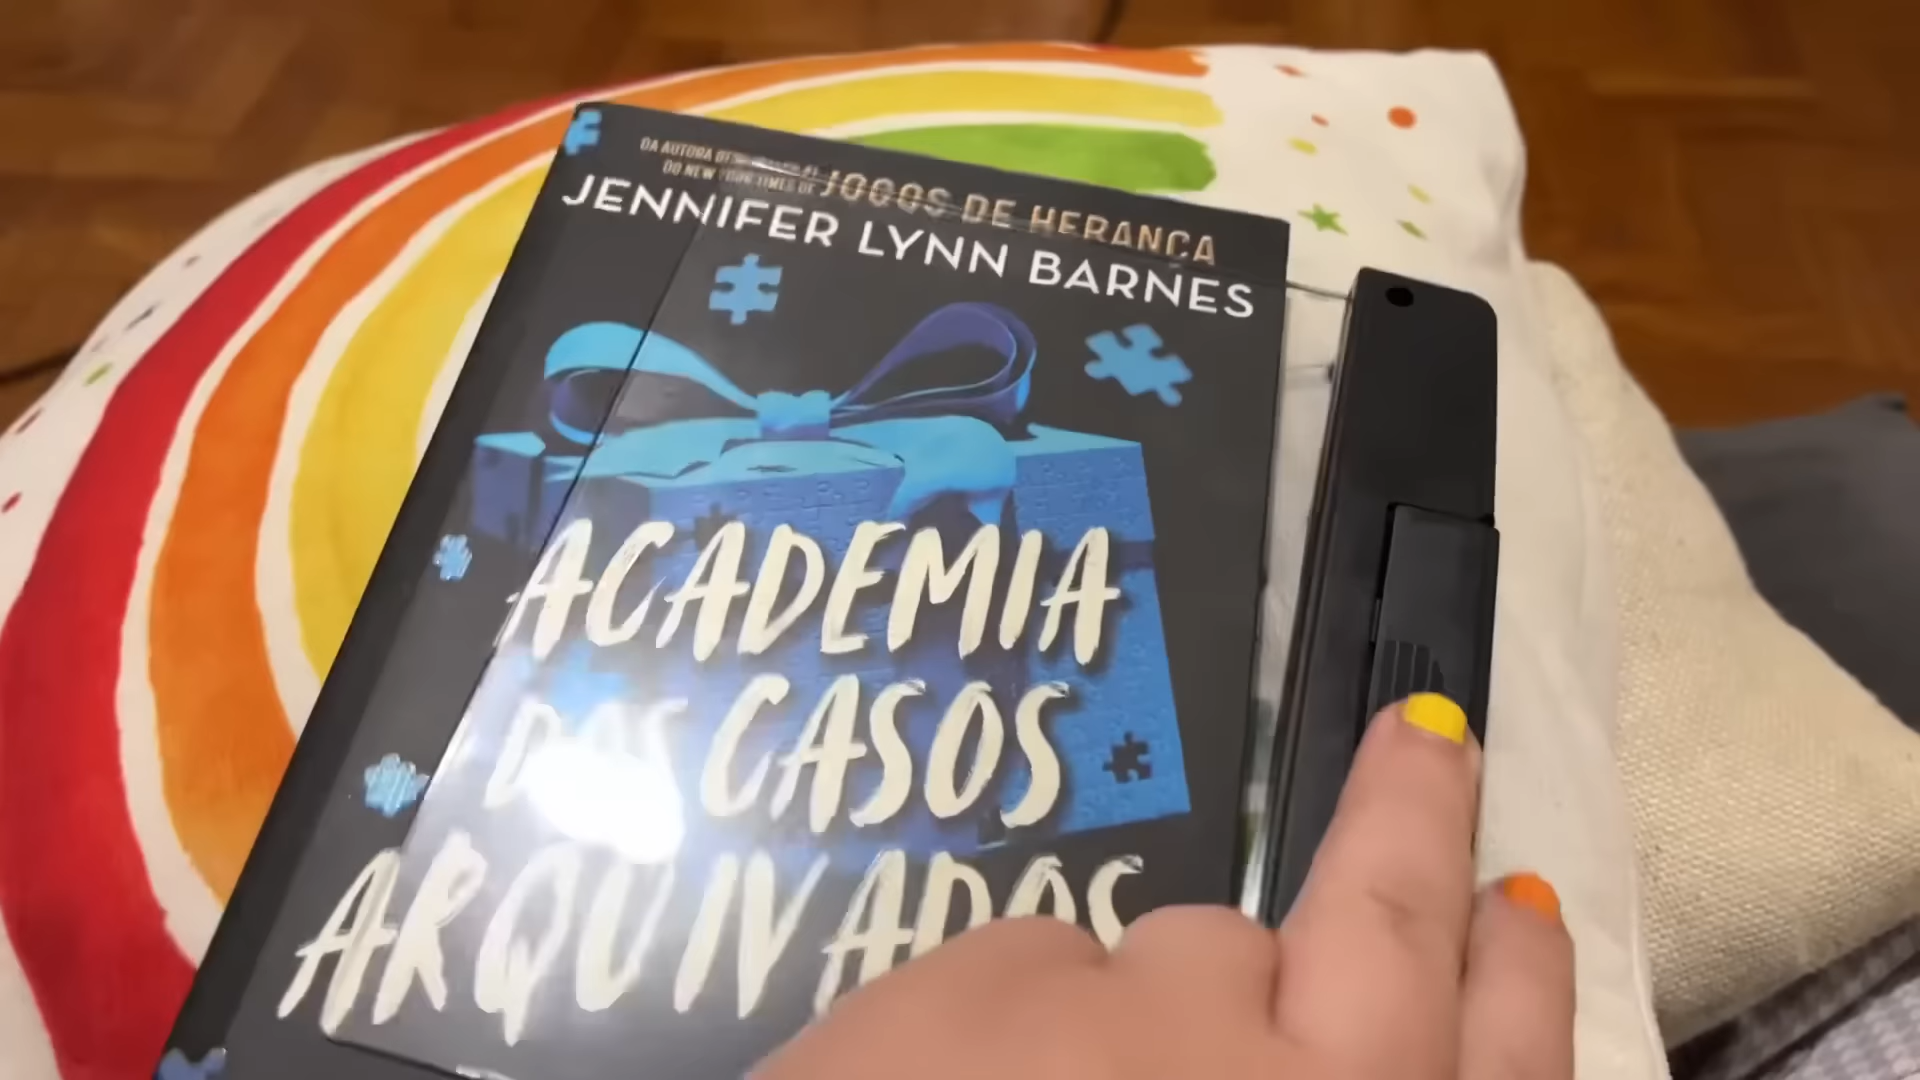 DA AUTORA
DO NEW YORK TIMES DE JOGOS DE HERANÇA
JENNIFER LYNN BARNES
ACADEMIA
DOS CASOS
ARQUIVADOS